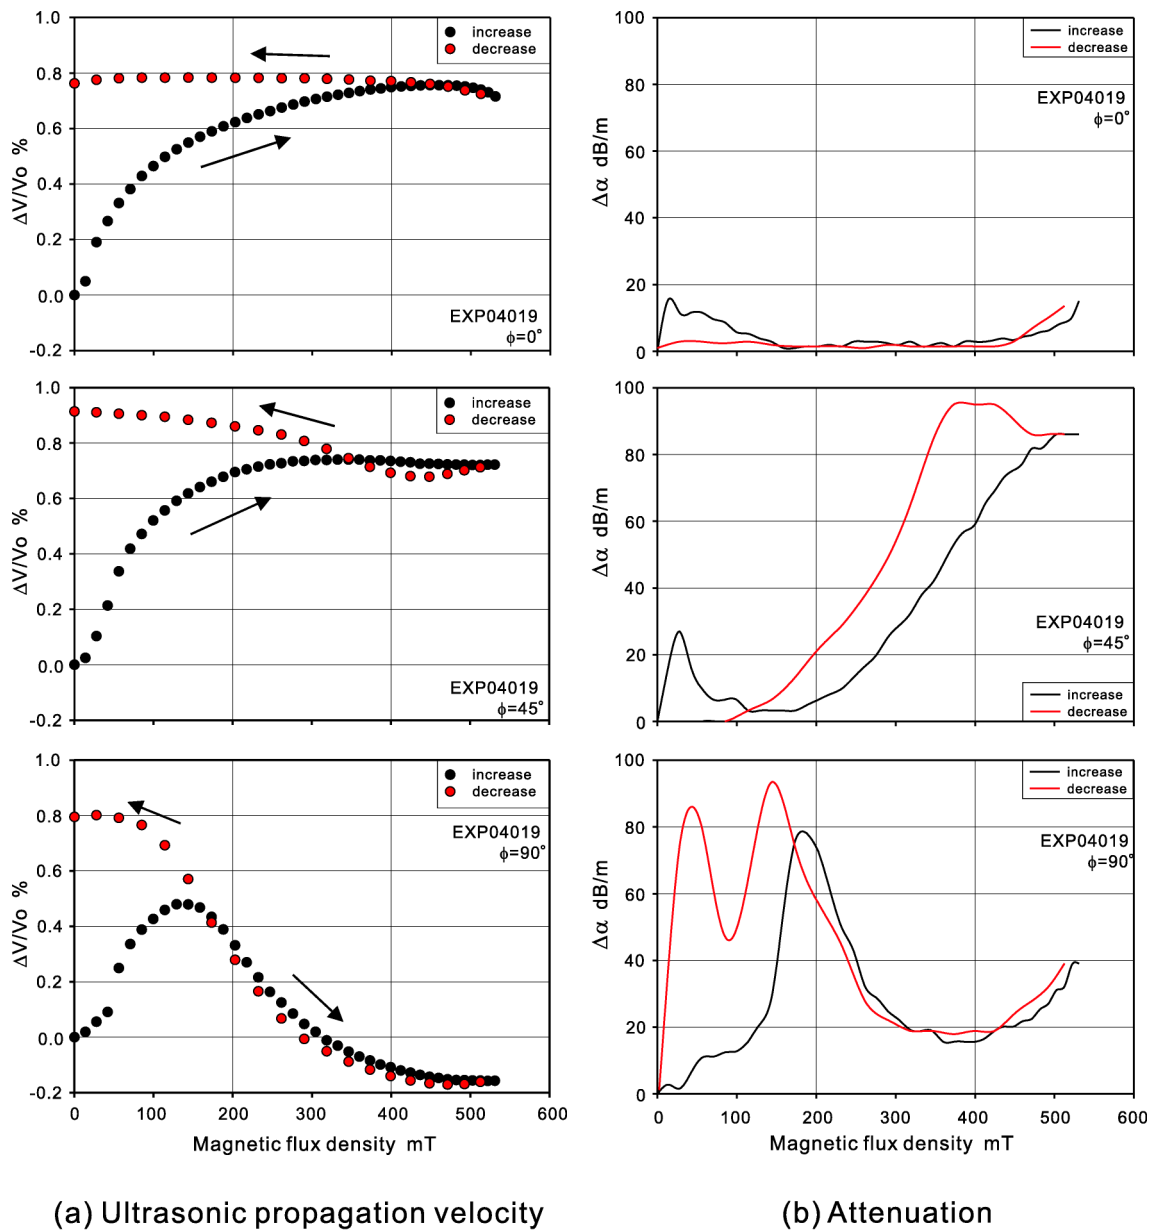 1.0
0.8
0.6
0.4
0.2
0.0
-0.2
ΔV/Vo %
increase
decrease
EXP04019
ϕ=0°
100
80
60
40
20
0
Δα dB/m
increase
decrease
EXP04019
ϕ=0°
1.0
0.8
0.6
0.4
0.2
0.0
-0.2
ΔV/Vo %
increase
decrease
EXP04019
ϕ=45°
100
80
60
40
20
0
Δα dB/m
EXP04019
ϕ=45°
increase
decrease
1.0
0.8
0.6
0.4
0.2
0.0
-0.2
ΔV/Vo %
increase
decrease
EXP04019
ϕ=90°
0 100 200 300 400 500 600
Magnetic flux density mT
100
80
60
40
20
0
Δα dB/m
increase
decrease
EXP04019
ϕ=90°
0 100 200 300 400 500 600
Magnetic flux density mT
(a) Ultrasonic propagation velocity
(b) Attenuation